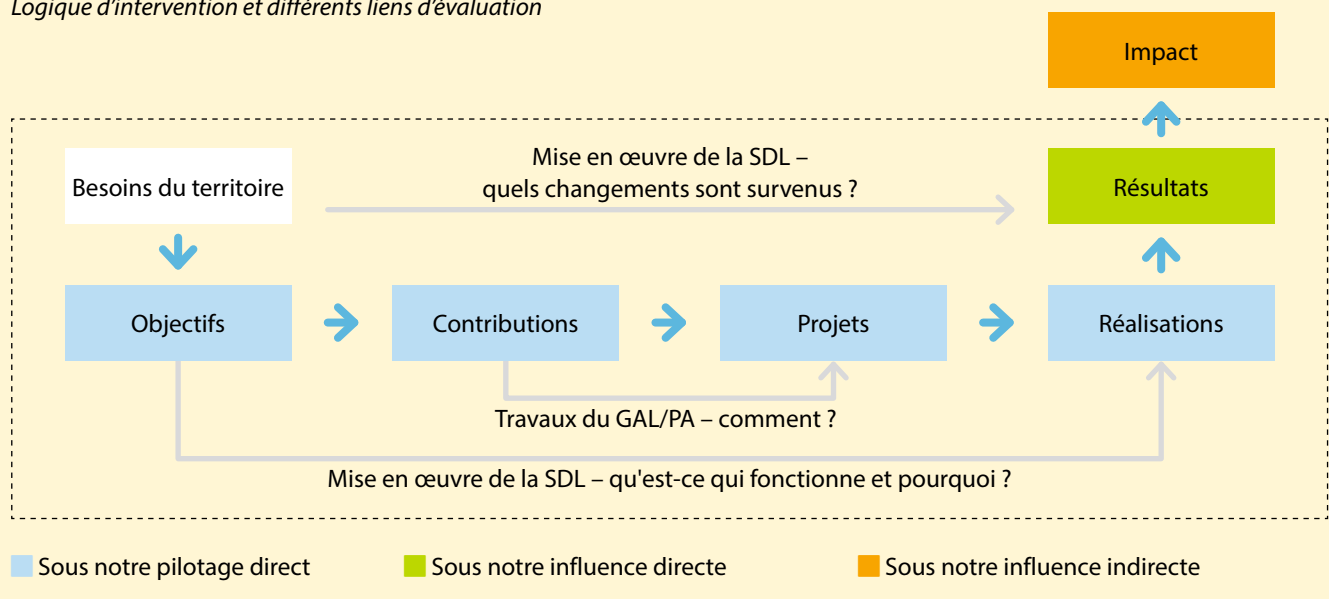 Logique d’intervention et différents liens d’évaluation
Impact
Besoins du territoire
Mise en œuvre de la SDL –
quels changements sont survenus ?
Résultats
Objectifs
Contributions
Projets
Réalisations
Travaux du GAL/PA – comment ?
Mise en œuvre de la SDL – qu'est-ce qui fonctionne et pourquoi ?
Sous notre pilotage direct
Sous notre influence directe
Sous notre influence indirecte